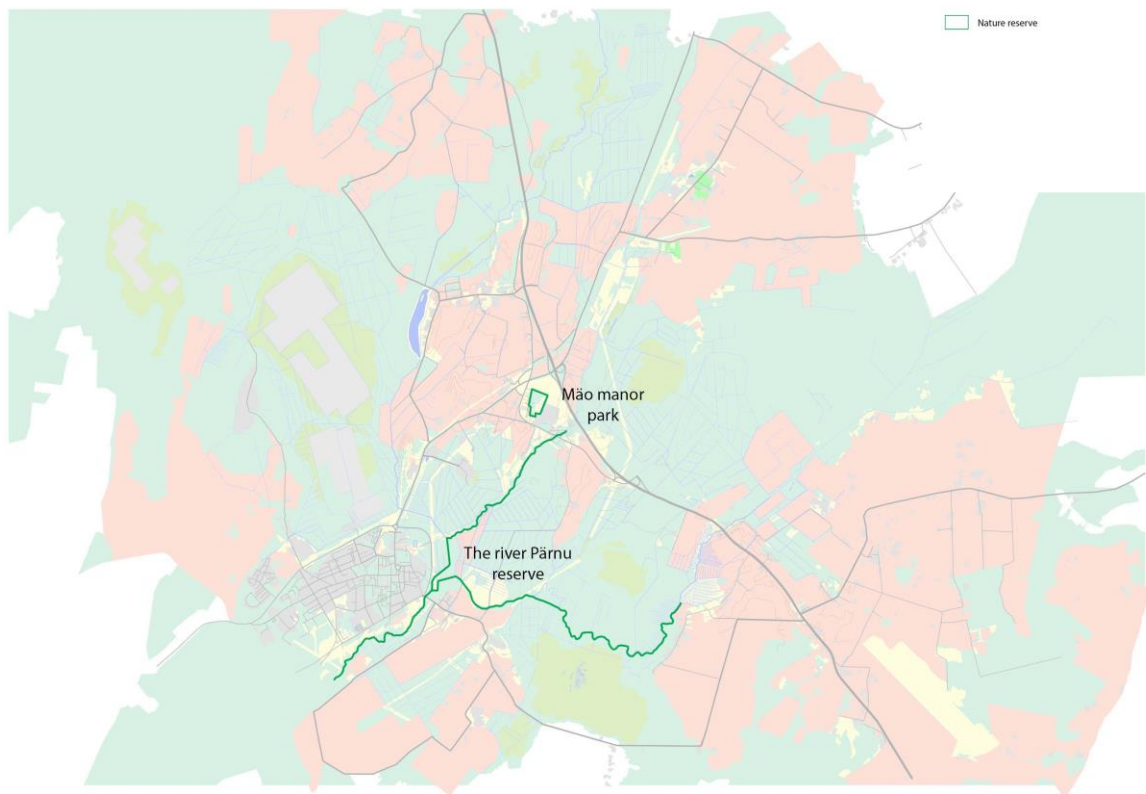 Nature reserve
Mäo manor
park
The river Pärnu
reserve